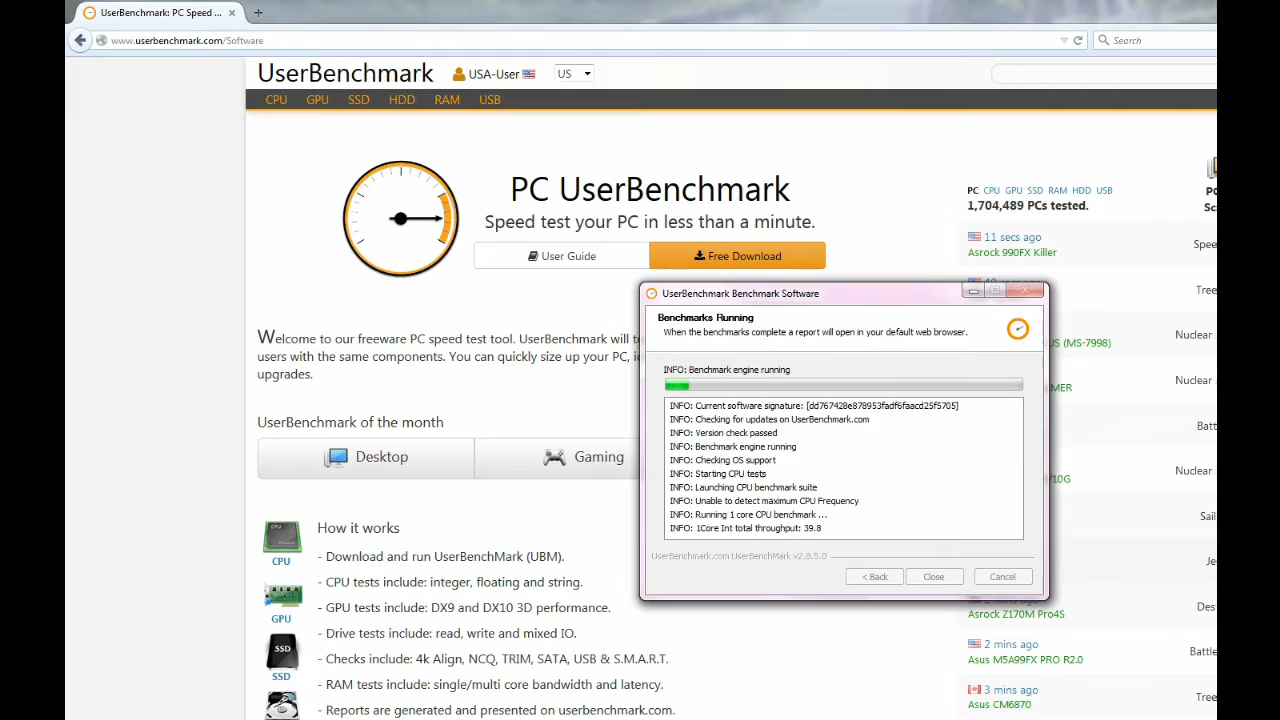 UserBenchmark: PC Speed ...
www.userbenchmark.com/Software
Search
UserBenchmark
USA-User
US
CPU
GPU
SSD
HDD
RAM
USB
PC UserBenchmark
Speed test your PC in less than a minute.
User Guide
Free Download
PC CPU GPU SSD RAM HDD USB
1,704,489 PCs tested.
11 secs ago
Asrock 990FX Killer
Spee
Tree
Nuclear
US (MS-7998)
Nuclear
MER
Batt
Nuclear
/10G
Sail
Je
Dest
Asrock Z170M Pro4S
2 mins ago
Asus M5A99FX PRO R2.0
Battle
3 mins ago
Asus CM6870
Tree
Welcome to our freeware PC speed test tool. UserBenchmark will te
users with the same components. You can quickly size up your PC, ic
upgrades.
UserBenchmark of the month
Desktop
Gaming
How it works
CPU
- Download and run UserBenchMark (UBM).
- CPU tests include: integer, floating and string.
GPU
- GPU tests include: DX9 and DX10 3D performance.
- Drive tests include: read, write and mixed IO.
SSD
SSD
- Checks include: 4k Align, NCQ, TRIM, SATA, USB & S.M.A.R.T.
- RAM tests include: single/multi core bandwidth and latency.
- Reports are generated and presented on userbenchmark.com.
UserBenchmark Benchmark Software
Benchmarks Running
When the benchmarks complete a report will open in your default web browser.
INFO: Benchmark engine running
INFO: Current software signature: [dd767428e878953fadf6faacd25f5705]
INFO: Checking for updates on UserBenchmark.com
INFO: Version check passed
INFO: Benchmark engine running
INFO: Checking OS support
INFO: Starting CPU tests
INFO: Launching CPU benchmark suite
INFO: Unable to detect maximum CPU Frequency
INFO: Running 1 core CPU benchmark ...
INFO: 1Core Int total throughput: 39.8
UserBenchmark.com UserBenchMark v2.8.5.0
< Back
Close
Cancel